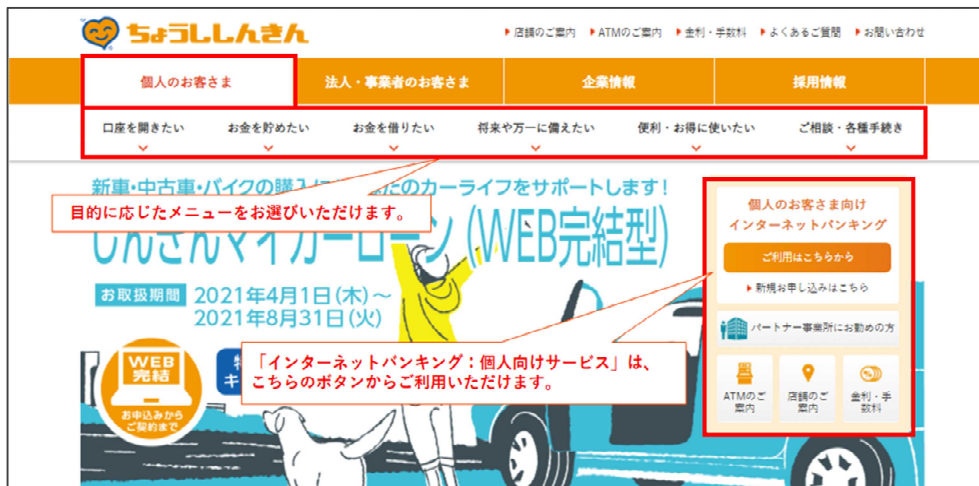 ちょうししんきん
店舗のご案内 ATMのご案内 金利・手数料 よくあるご質問 お問い合わせ
個人のお客さま 法人・事業者のお客さま 企業情報 採用情報
口座を開きたい お金を貯めたい お金を借りたい 将来や万一に備えたい 便利・お得に使いたい ご相談・各種手続き
新車・中古車・バイクの購入に たのカーライフをサポートします!
目的に応じたメニューをお選びいただけます。
しんきんマイカーローン(WEB完結型)
お取扱期間 2021年4月1日(木)~
2021年8月31日(火)
WEB
完結
お申込みから
ご契約まで
キ
「インターネットバンキング:個人向けサービス」は、
こちらのボタンからご利用いただけます。
個人のお客さま向け
インターネットバンキング
ご利用はこちらから
新規お申し込みはこちら
パートナー事業所にお勤めの方
ATMのご
案内
店舗のご
案内
金利・手
数料